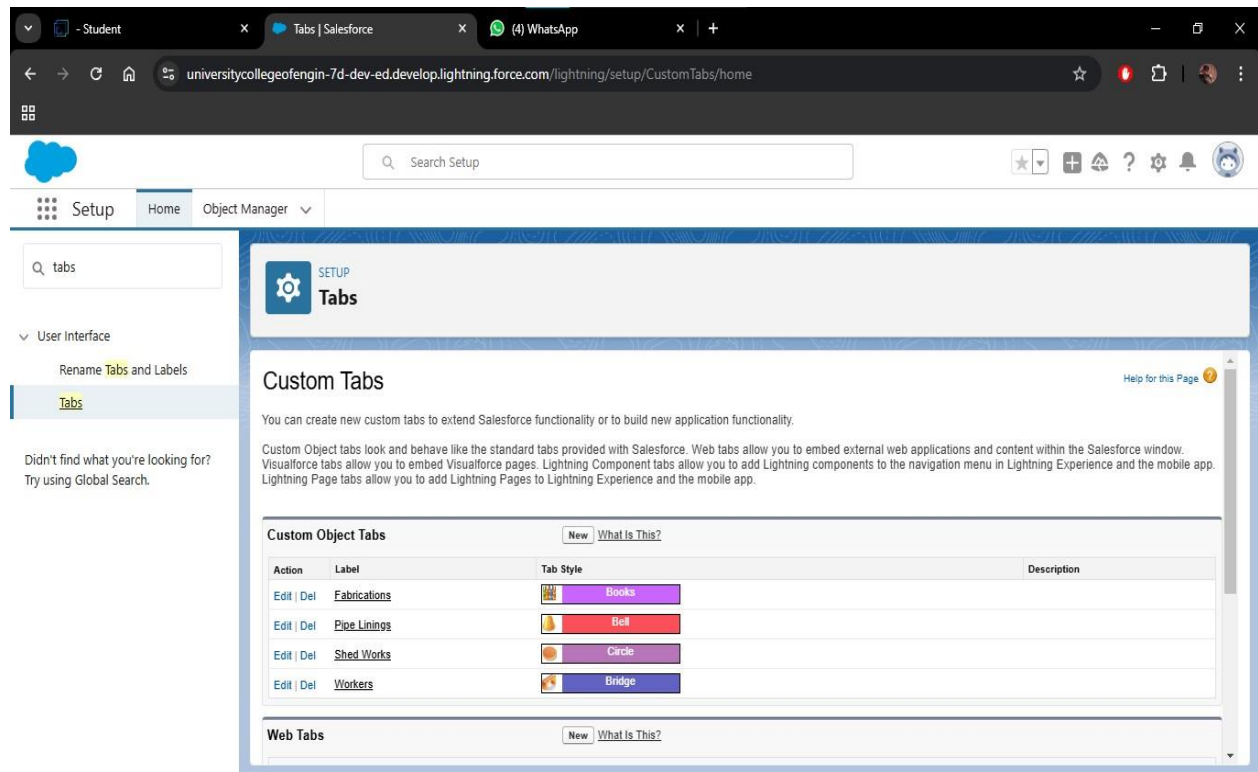 - Student
Tabs | Salesforce
(4) WhatsApp
universitycollegeofengin-7d-dev-ed.develop.lightning.force.com/lightning/setup/CustomTabs/home
Search Setup
Setup Home Object Manager
tabs
SETUP
Tabs
User Interface
Rename Tabs and Labels
Tabs
Didn't find what you're looking for?
Try using Global Search.
Custom Tabs
Help for this Page ?
You can create new custom tabs to extend Salesforce functionality or to build new application functionality.
Custom Object tabs look and behave like the standard tabs provided with Salesforce. Web tabs allow you to embed external web applications and content within the Salesforce window.
Visualforce tabs allow you to embed Visualforce pages. Lightning Component tabs allow you to add Lightning components to the navigation menu in Lightning Experience and the mobile app.
Lightning Page tabs allow you to add Lightning Pages to Lightning Experience and the mobile app.
Custom Object Tabs New What Is This?
Action Label Tab Style Description
Edit | Del Fabrications Books
Edit | Del Pipe Linings Bell
Edit | Del Shed Works Circle
Edit | Del Workers Bridge
Web Tabs New What Is This?